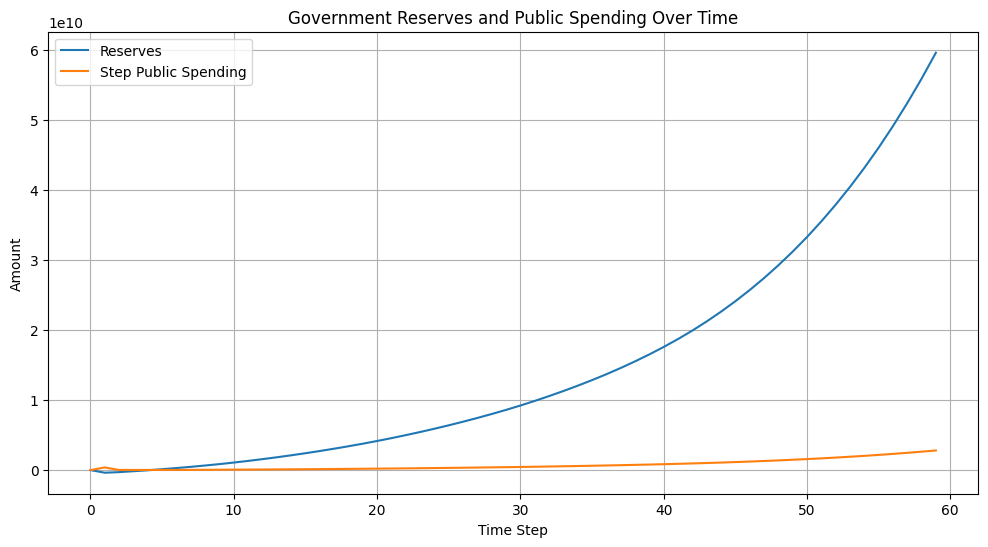 Government Reserves and Public Spending Over Time
1e10
Reserves
Step Public Spending
6
5
4
3
2
1
0
Amount
0 10 20 30 40 50 60
Time Step